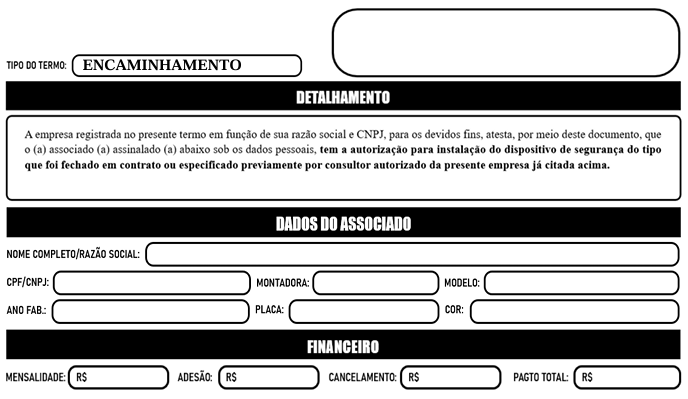 TIPO DO TERMO: ENCAMINHAMENTO
DETALHAMENTO
A empresa registrada no presente termo em função de sua razão social e CNPJ, para os devidos fins, atesta, por meio deste documento, que
o (a) associado (a) assinalado (a) abaixo sob os dados pessoais, tem a autorização para instalação do dispositivo de segurança do tipo
que foi fechado em contrato ou especificado previamente por consultor autorizado da presente empresa já citada acima.
DADOS DO ASSOCIADO
NOME COMPLETO/RAZÃO SOCIAL:
CPF/CNPJ: MONTADORA: MODELO:
ANO FAB.: PLACA: COR:
FINANCEIRO
MENSALIDADE: R$ ADESÃO: R$ CANCELAMENTO: R$ PAGTO TOTAL: R$